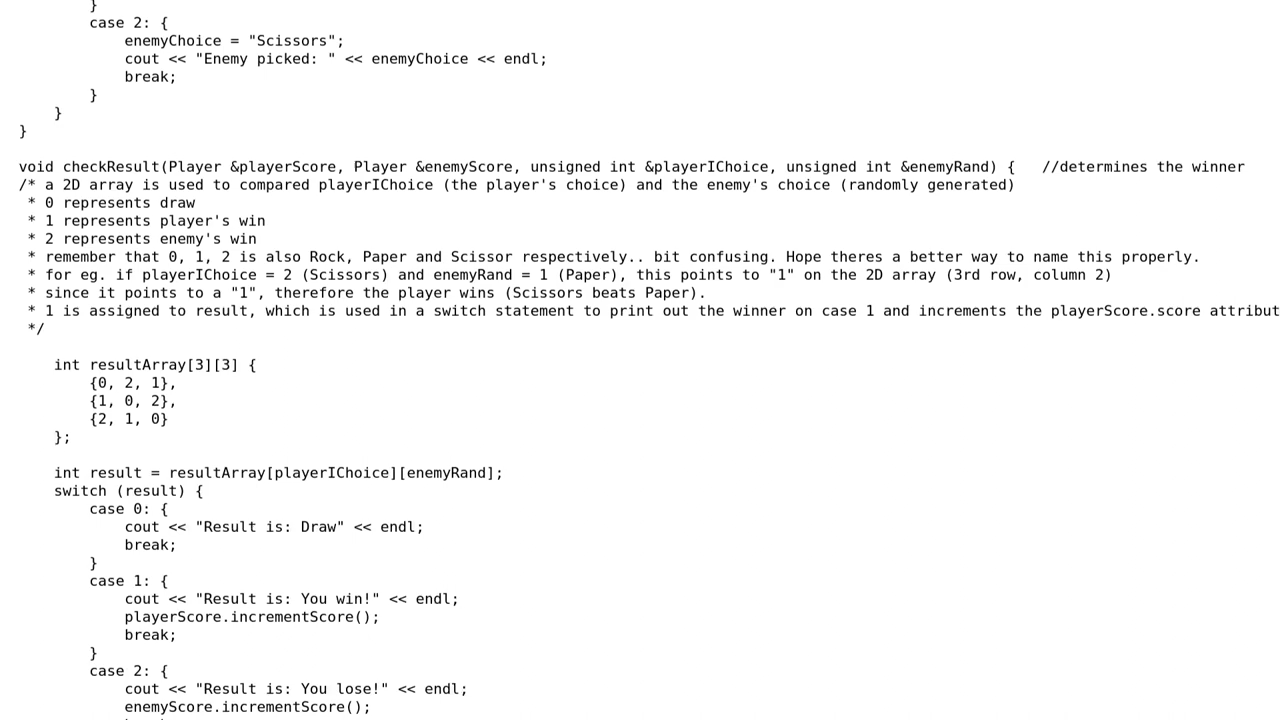 }
        case 2: {
            enemyChoice = "Scissors";
            cout << "Enemy picked: " << enemyChoice << endl;
            break;
        }
    }
}
void checkResult(Player &playerScore, Player &enemyScore, unsigned int &playerIChoice, unsigned int &enemyRand) {   //determines the winner
/* a 2D array is used to compared playerIChoice (the player's choice) and the enemy's choice (randomly generated)
 * 0 represents draw
 * 1 represents player's win
 * 2 represents enemy's win
 * remember that 0, 1, 2 is also Rock, Paper and Scissor respectively.. bit confusing. Hope theres a better way to name this properly.
 * for eg. if playerIChoice = 2 (Scissors) and enemyRand = 1 (Paper), this points to "1" on the 2D array (3rd row, column 2)
 * since it points to a "1", therefore the player wins (Scissors beats Paper).
 * 1 is assigned to result, which is used in a switch statement to print out the winner on case 1 and increments the playerScore.score attribut
 */
    int resultArray[3][3] {
        {0, 2, 1},
        {1, 0, 2},
        {2, 1, 0}
    };
    int result = resultArray[playerIChoice][enemyRand];
    switch (result) {
        case 0: {
            cout << "Result is: Draw" << endl;
            break;
        }
        case 1: {
            cout << "Result is: You win!" << endl;
            playerScore.incrementScore();
            break;
        }
        case 2: {
            cout << "Result is: You lose!" << endl;
            enemyScore.incrementScore();